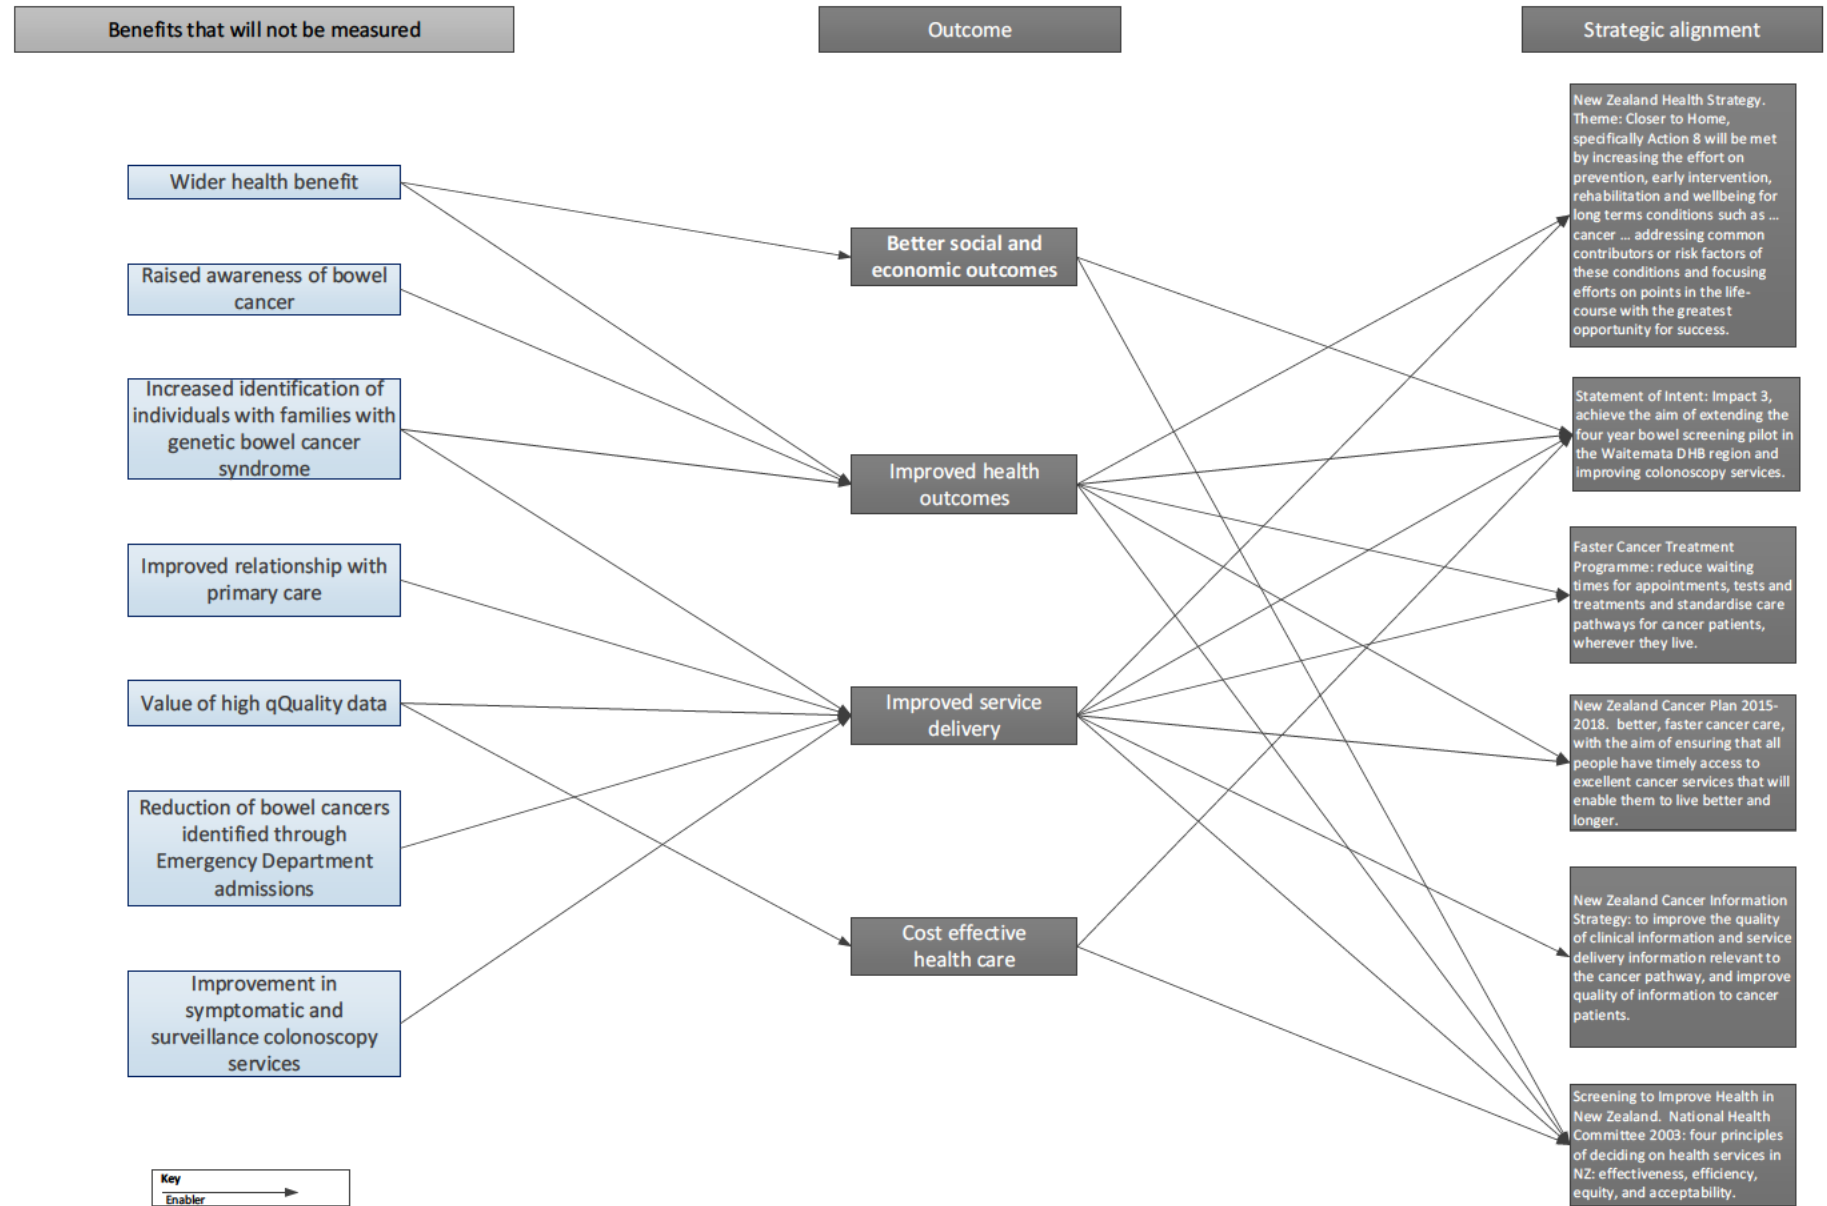 Benefits that will not be measured
Outcome
Strategic alignment
Wider health benefit
Raised awareness of bowel
cancer
Increased identification of
individuals with families with
genetic bowel cancer
syndrome
Improved relationship with
primary care
Value of high qQuality data
Reduction of bowel cancers
identified through
Emergency Department
admissions
Improvement in
symptomatic and
surveillance colonoscopy
services
Key
Enabler
Better social and
economic outcomes
Improved health
outcomes
Improved service
delivery
Cost effective
health care
New Zealand Health Strategy.
Theme: Closer to Home,
specifically Action 8 will be met
by increasing the effort on
prevention, early intervention,
rehabilitation and wellbeing for
long terms conditions such as ...
cancer ... addressing common
contributors or risk factors of
these conditions and focusing
efforts on points in the life-
course with the greatest
opportunity for success.
Statement of Intent: Impact 3,
achieve the aim of extending the
four year bowel screening pilot in
the Waitemata DHB region and
improving colonoscopy services.
Faster Cancer Treatment
Programme: reduce waiting
times for appointments, tests and
treatments and standardise care
pathways for cancer patients,
wherever they live.
New Zealand Cancer Plan 2015-
2018.  better, faster cancer care,
with the aim of ensuring that all
people have timely access to
excellent cancer services that will
enable them to live better and
longer.
New Zealand Cancer Information
Strategy: to improve the quality
of clinical information and service
delivery information relevant to
the cancer pathway, and improve
quality of information to cancer
patients.
Screening to Improve Health in
New Zealand.  National Health
Committee 2003: four principles
of deciding on health services in
NZ: effectiveness, efficiency,
equity, and acceptability.